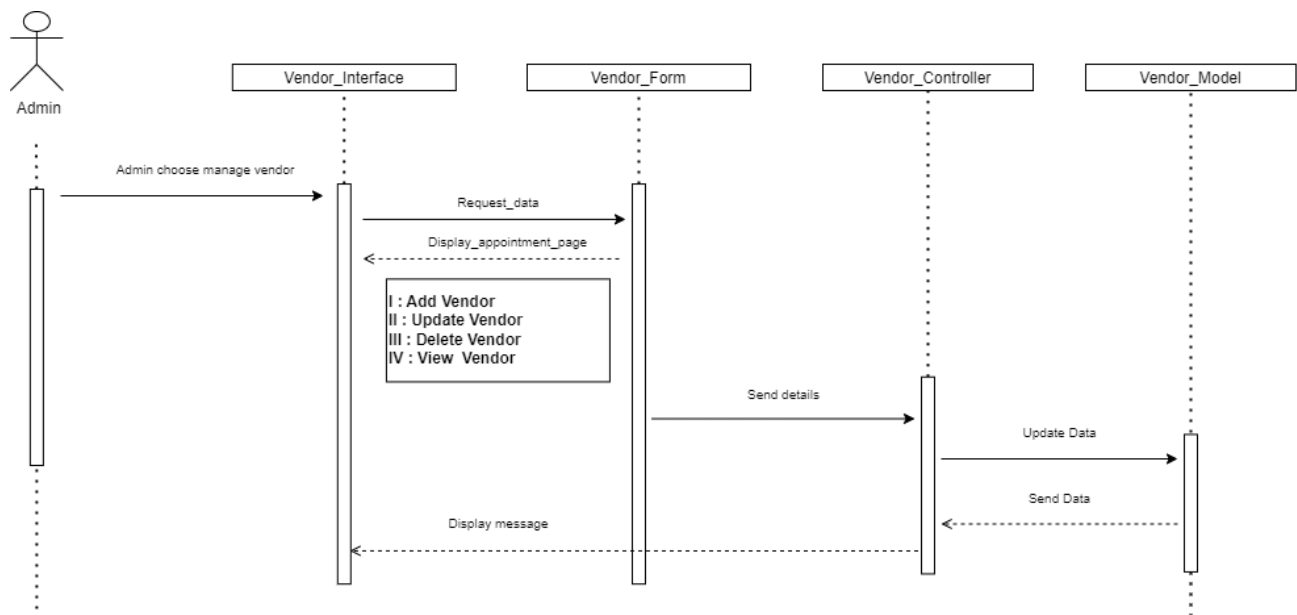 Admin
Vendor_Interface
Vendor_Form
Vendor_Controller
Vendor_Model
Admin choose manage vendor
Request_data
Display_appointment_page
I : Add Vendor
II : Update Vendor
III : Delete Vendor
IV : View Vendor
Send details
Update Data
Send Data
Display message